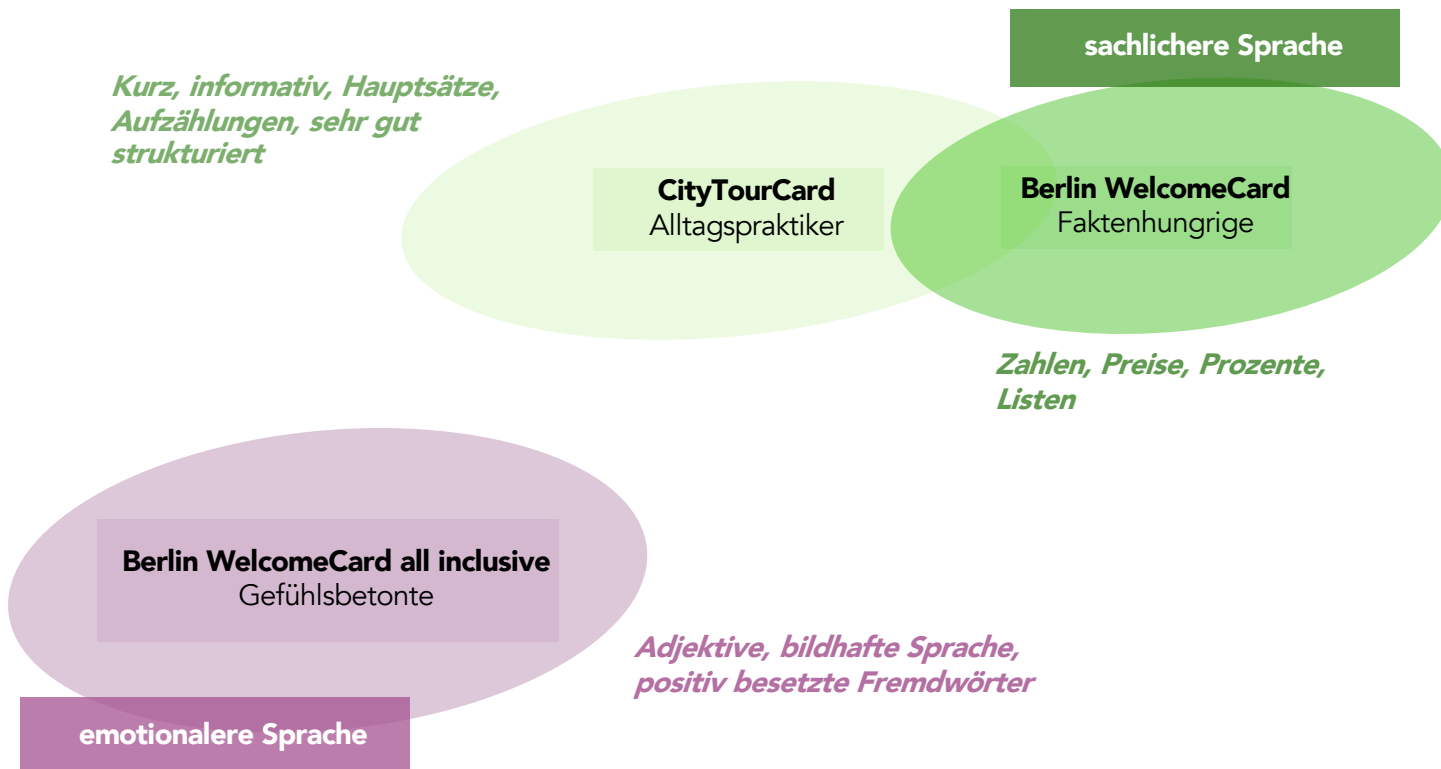 sachlichere Sprache
Kurz, informativ, Hauptsätze,
Aufzählungen, sehr gut
strukturiert
CityTourCard
Alltagspraktiker
Berlin WelcomeCard
Faktenhungrige
Zahlen, Preise, Prozente,
Listen
Berlin WelcomeCard all inclusive
Gefühlsbetonte
Adjektive, bildhafte Sprache,
positiv besetzte Fremdwörter
emotionalere Sprache